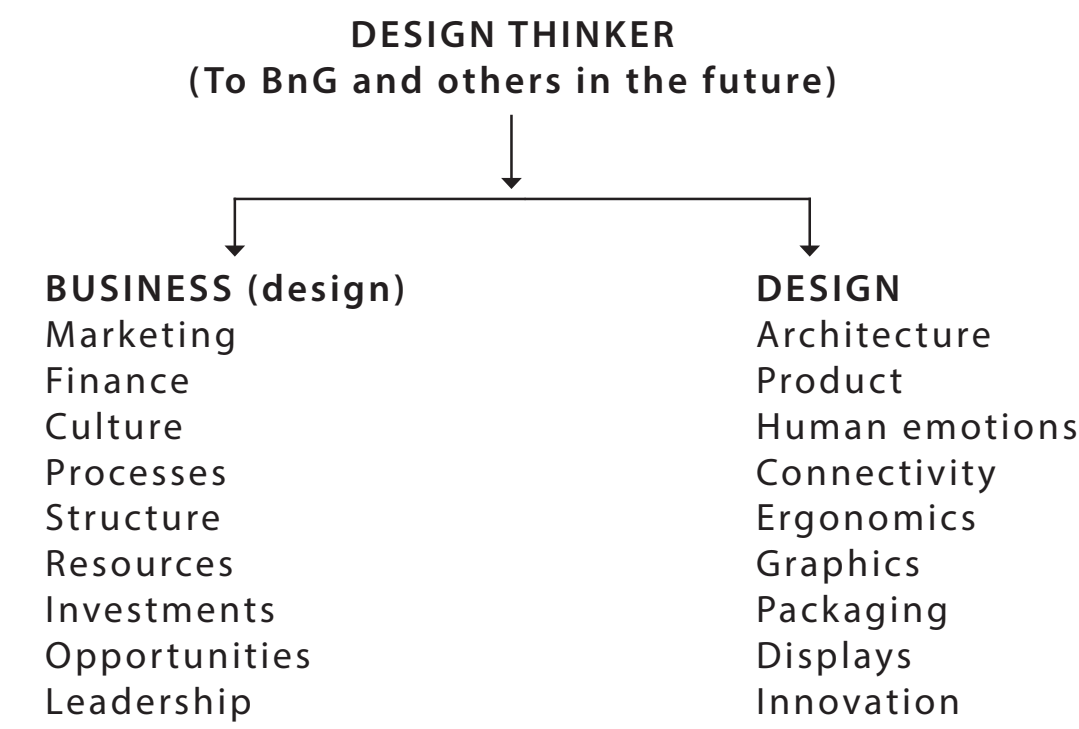 DESIGN THINKER
(To BnG and others in the future)
BUSINESS (design)
Marketing
Finance
Culture
Processes
Structure
Resources
Investments
Opportunities
Leadership
DESIGN
Architecture
Product
Human emotions
Connectivity
Ergonomics
Graphics
Packaging
Displays
Innovation